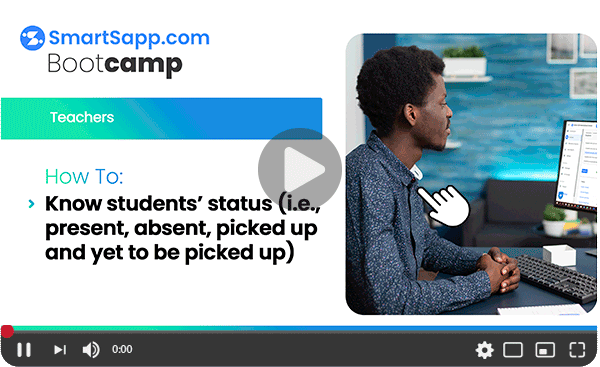 SmartSapp.com
Bootcamp
Teachers
How To:
Know students’ status (i.e.,
present, absent, picked up
and yet to be picked up)
0:00